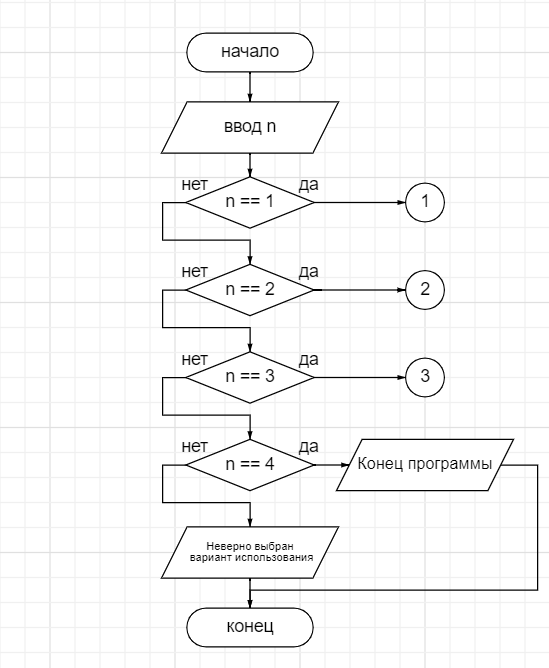 начало
ввод n
нет
да
n == 1
1
нет
да
n == 2
2
нет
да
n == 3
3
нет
да
n == 4
Конец программы
Неверно выбран
вариант использования
конец